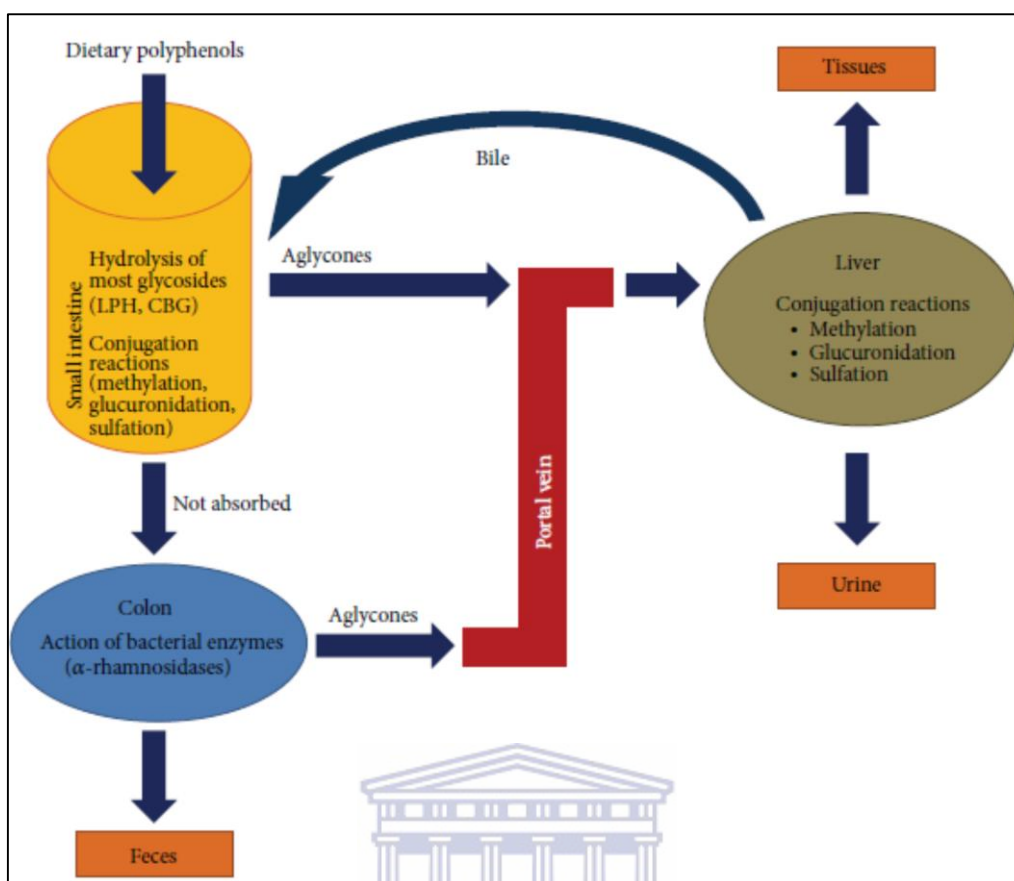 Dietary polyphenols
Small intestine
Hydrolysis of
most glycosides
(LPH, CBG)
Conjugation
reactions
(methylation,
glucuronidation,
sulfation)
Not absorbed
Colon
Action of bacterial enzymes
(α-rhamnosidases)
Feces
Bile
Aglycones
Aglycones
Portal vein
Tissues
Liver
Conjugation reactions
• Methylation
• Glucuronidation
• Sulfation
Urine